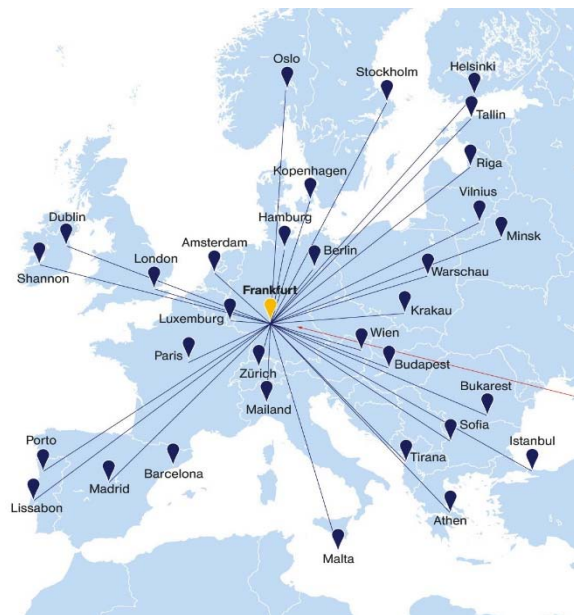 Oslo
Helsinki
Stockholm
Tallin
Kopenhagen
Riga
Vilnius
Dublin
Hamburg
Minsk
London
Amsterdam
Berlin
Shannon
Warschau
Frankfurt
Luxemburg
Krakau
Wien
Paris
Zürich
Budapest
Bukarest
Mailand
Sofia
Porto
Istanbul
Tirana
Barcelona
Madrid
Lissabon
Athen
Malta